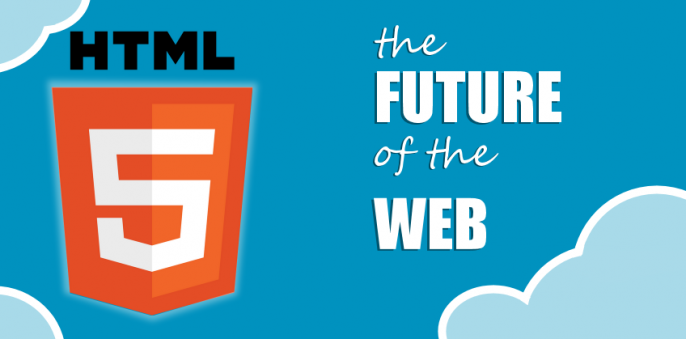 HTML
5
the
FUTURE
of the
WEB